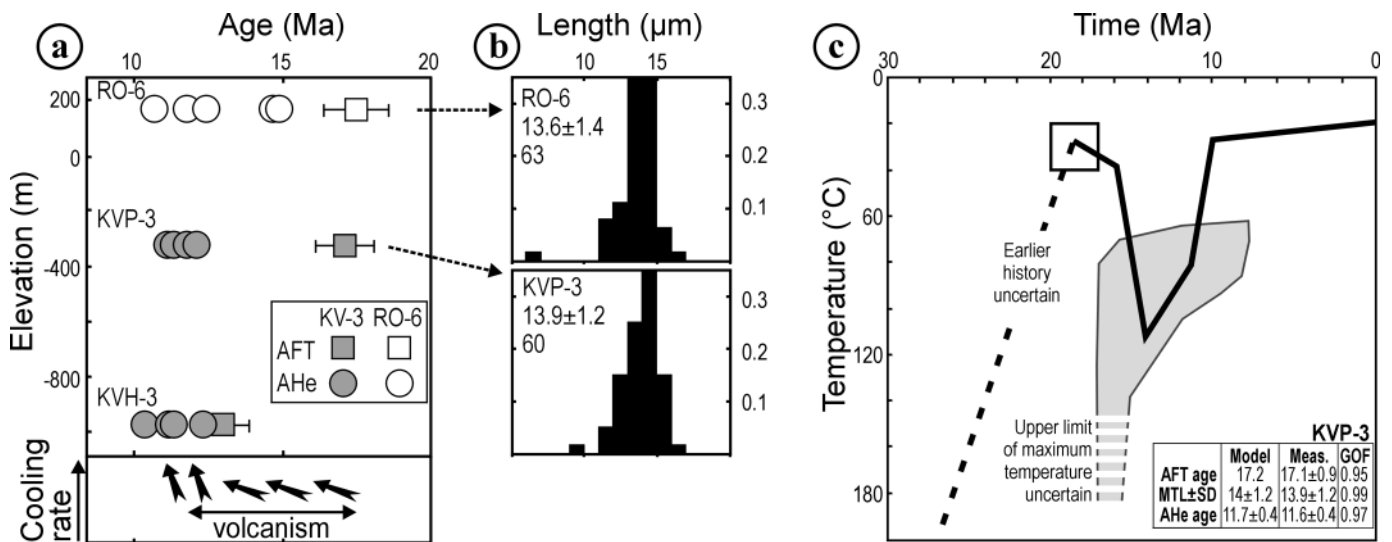 a
Age (Ma)
10
15
20
Elevation (m)
200
0
-400
-800
RO-6
KVP-3
KVH-3
KV-3 RO-6
AFT
AHe
Cooling
rate
volcanism
b
Length (µm)
10
15
RO-6
13.6±1.4
63
0.3
0.2
0.1
KVP-3
13.9±1.2
60
0.3
0.2
0.1
c
Time (Ma)
30
20
10
0
Temperature (°C)
0
60
120
180
Earlier
history
uncertain
Upper limit
of maximum
temperature
uncertain
KVP-3
Model Meas. GOF
AFT age 17.2 17.1±0.9 0.95
MTL±SD 14±1.2 13.9±1.2 0.99
AHe age 11.7±0.4 11.6±0.4 0.97